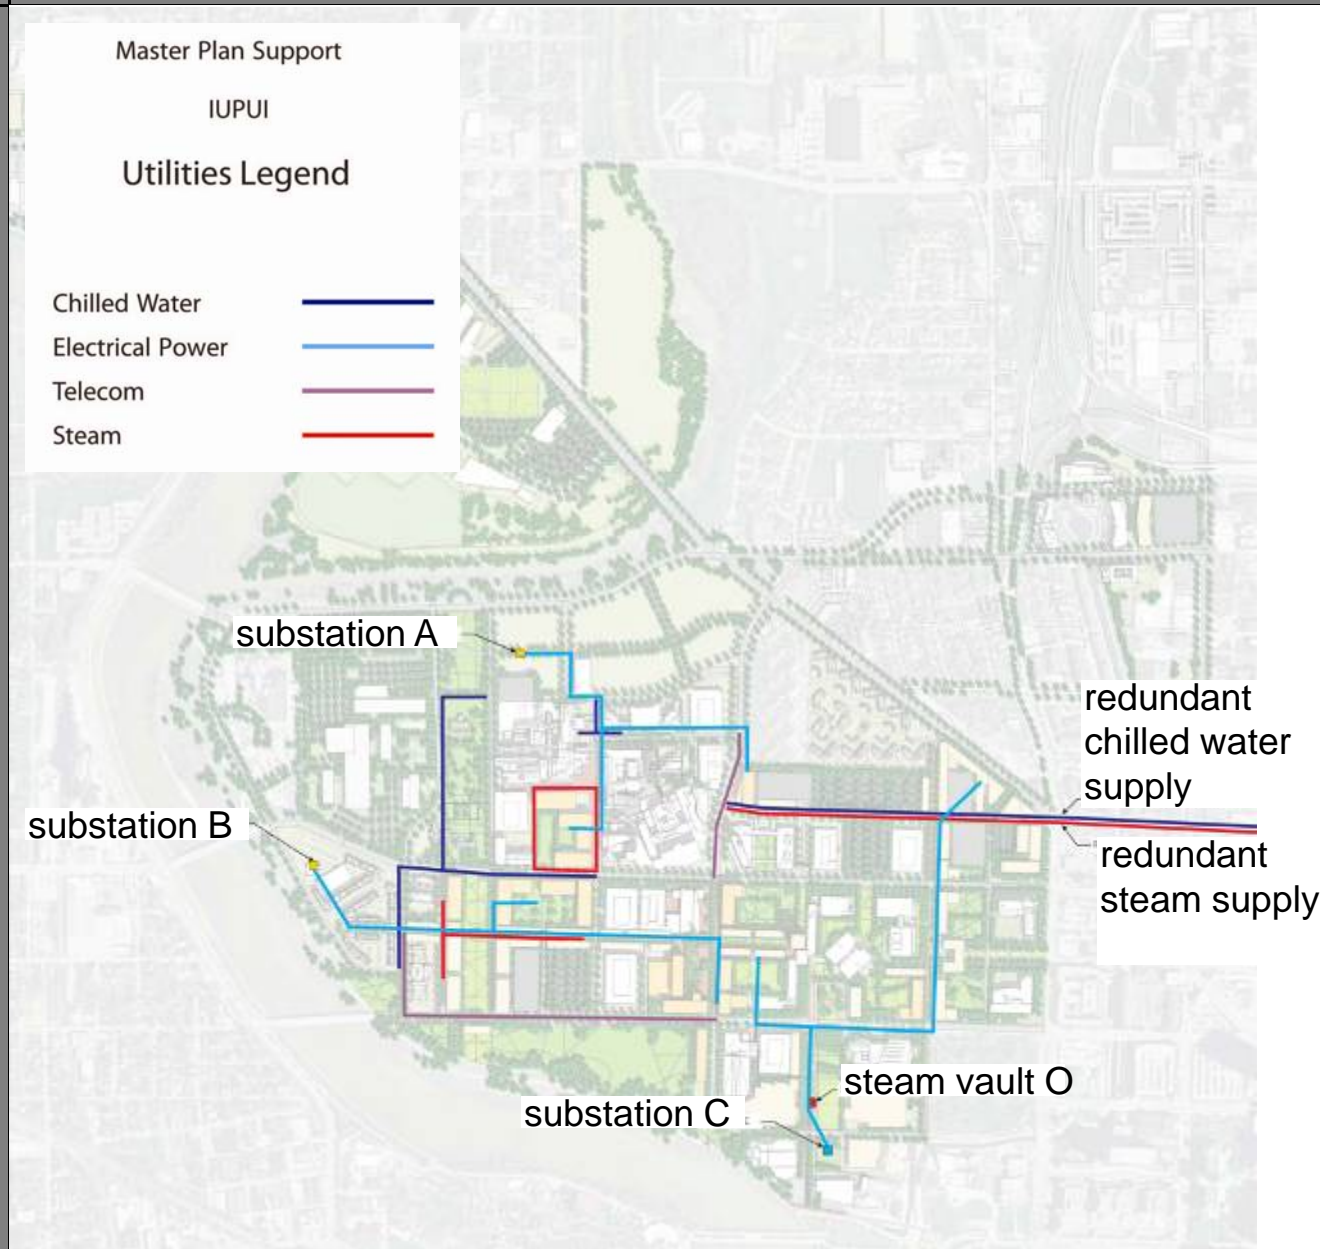 Master Plan Support
IUPUI
Utilities Legend
Chilled Water
Electrical Power
Telecom
Steam
substation A
redundant
chilled water
supply
substation B
redundant
steam supply
steam vault O
substation C